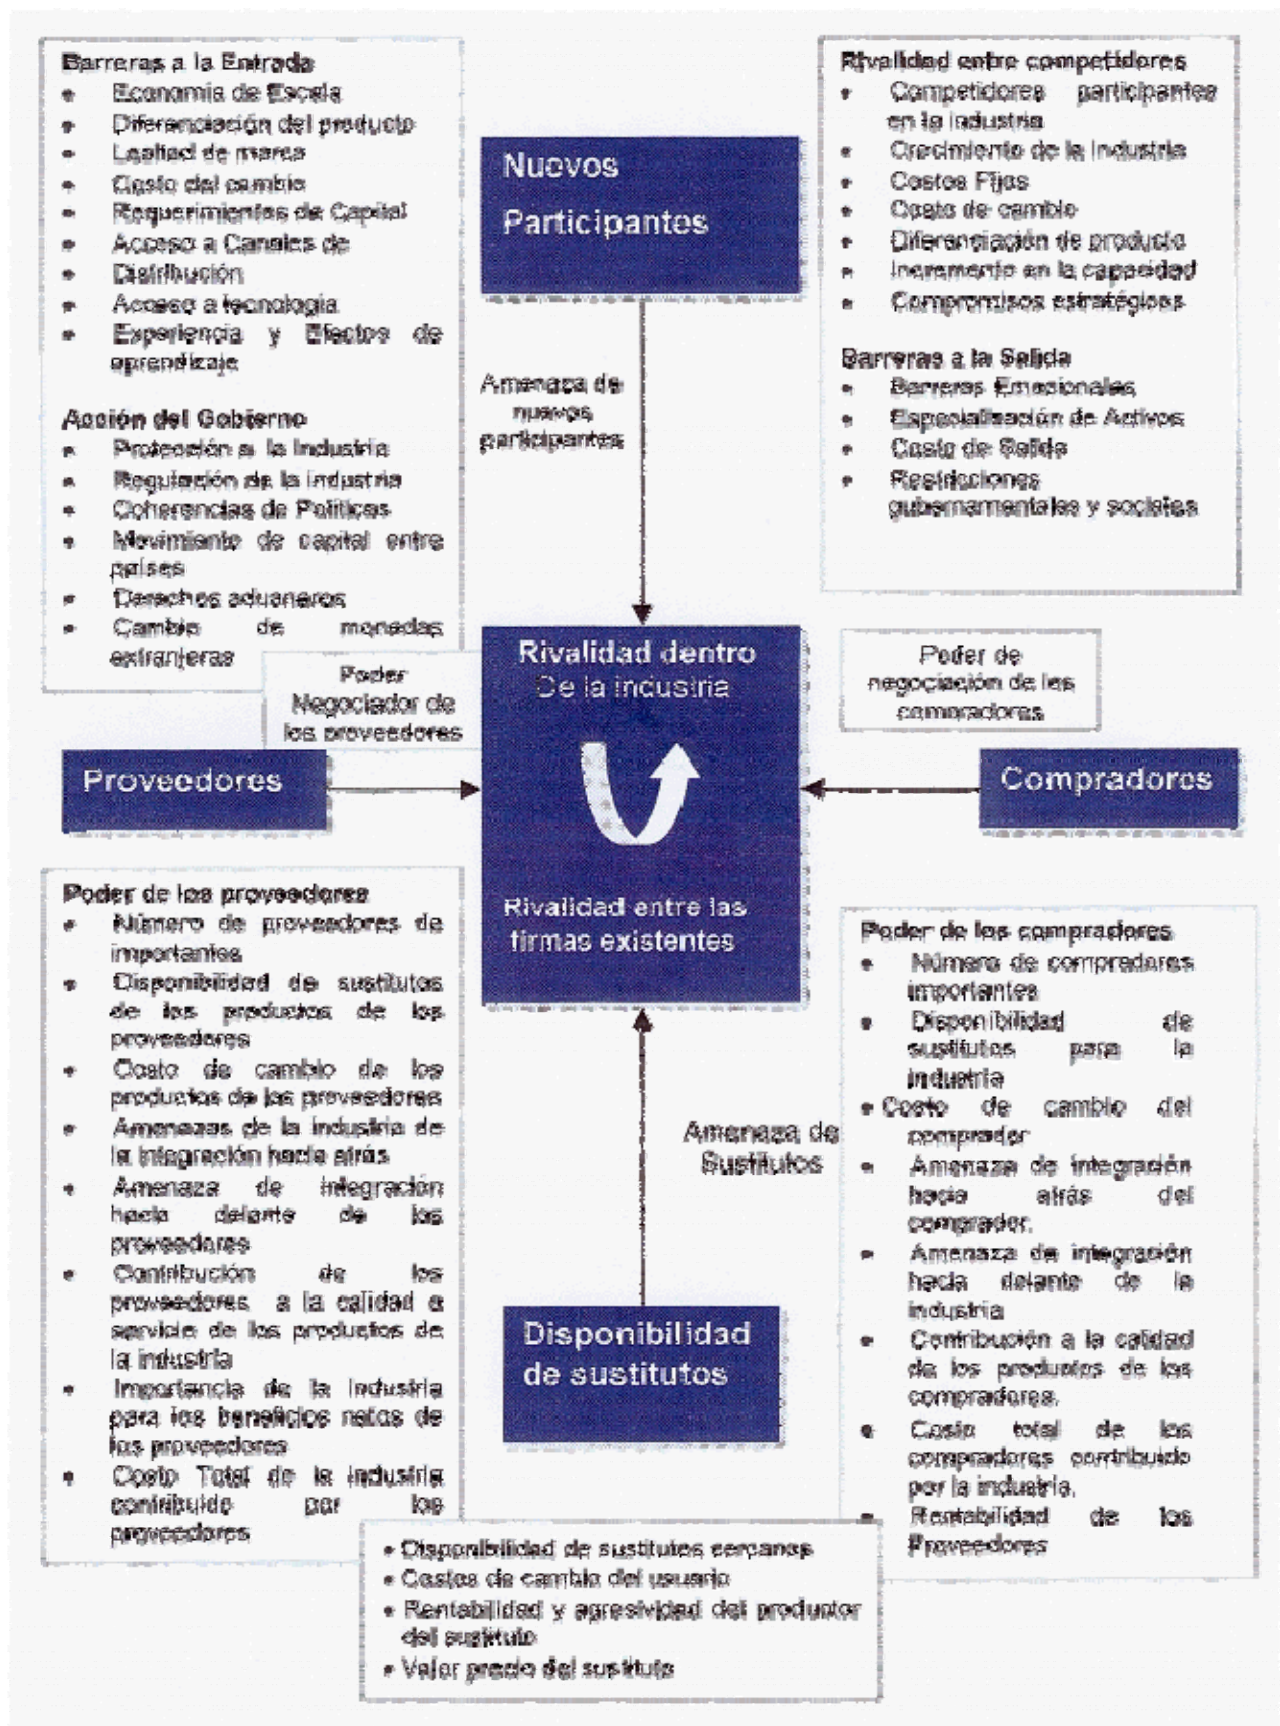 Barreras a la Entrada
• Economía de Escala
• Diferenciación del producto
• Lealtad de marca
• Costo del cambio
• Requerimientos de Capital
• Acceso a Canales de
• Distribución
• Acceso a tecnología
• Experiencia y Efectos de
aprendizaje
Acción del Gobierno
• Protección a la Industria
• Regulación de la industria
• Coherencias de Políticas
• Movimiento de capital entre
países
• Derechos aduaneros
• Cambio de monedas
extranjeras
Nuevos
Participantes
Amenaza de
nuevos
participantes
Rivalidad entre competidores
• Competidores participantes
en la industria
• Crecimiento de la Industria
• Costos Fijos
• Costo de cambio
• Diferenciación de producto
• Incremento en la capacidad
• Compromisos estratégicos
Barreras a la Salida
• Barreras Emocionales
• Especialización de Activos
• Costo de Salida
• Restricciones
gubernamentales y sociales
Poder
Negociador de
los proveedores
Proveedores
Rivalidad dentro
De la industria
Rivalidad entre las
firmas existentes
Poder de
negociación de los
compradores
Compradores
Poder de los proveedores
• Número de proveedores de
importantes
• Disponibilidad de sustitutos
de los productos de los
proveedores
• Costo de cambio de los
productos de los proveedores
• Amenazas de la industria de
la integración hacia atrás
• Amenaza de integración
hacia delante de los
proveedores
• Contribución de los
proveedores a la calidad o
servicio de los productos de
la industria
• Importancia de la industria
para los beneficios netos de
los proveedores
• Costo Total de la industria
contribuido por los
proveedores
Amenaza de
Sustitutos
Disponibilidad
de sustitutos
Poder de los compradores
• Número de compradores
importantes
• Disponibilidad de
sustitutos para la
industria
• Costo de cambio del
comprador
• Amenaza de integración
hacia atrás del
comprador.
• Amenaza de integración
hacia delante de la
industria
• Contribución a la calidad
de los productos de los
compradores.
• Costo total de los
compradores contribuido
por la industria.
• Rentabilidad de los
Proveedores
• Disponibilidad de sustitutos cercanos
• Costos de cambio del usuario
• Rentabilidad y agresividad del productor
del sustituto
• Valor precio del sustituto